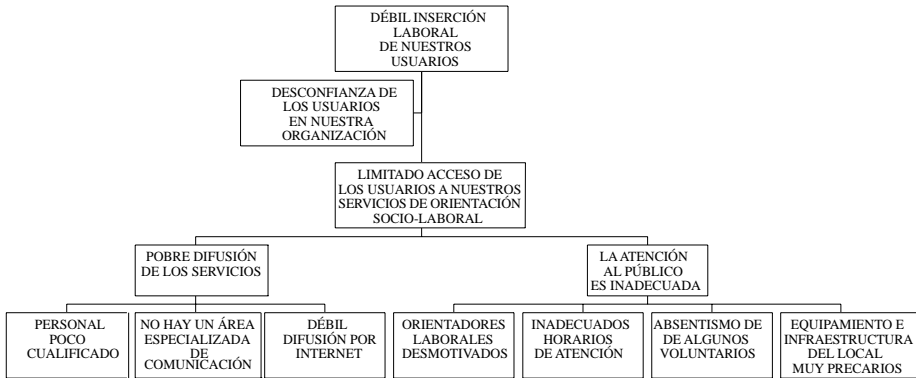 DÉBIL INSERCIÓN
LABORAL
DE NUESTROS
USUARIOS
DESCONFIANZA DE
LOS USUARIOS
EN NUESTRA
ORGANIZACIÓN
LIMITADO ACCESO DE
LOS USUARIOS A NUESTROS
SERVICIOS DE ORIENTACIÓN
SOCIO-LABORAL
POBRE DIFUSIÓN
DE LOS SERVICIOS
LA ATENCIÓN
AL PÚBLICO
ES INADECUADA
PERSONAL
POCO
CUALIFICADO
NO HAY UN ÁREA
ESPECIALIZADA
DE
COMUNICACIÓN
DÉBIL
DIFUSIÓN POR
INTERNET
ORIENTADORES
LABORALES
DESMOTIVADOS
INADECUADOS
HORARIOS
DE ATENCIÓN
ABSENTISMO DE
DE ALGUNOS
VOLUNTARIOS
EQUIPAMIENTO E
INFRAESTRUCTURA
DEL LOCAL
MUY PRECARIOS